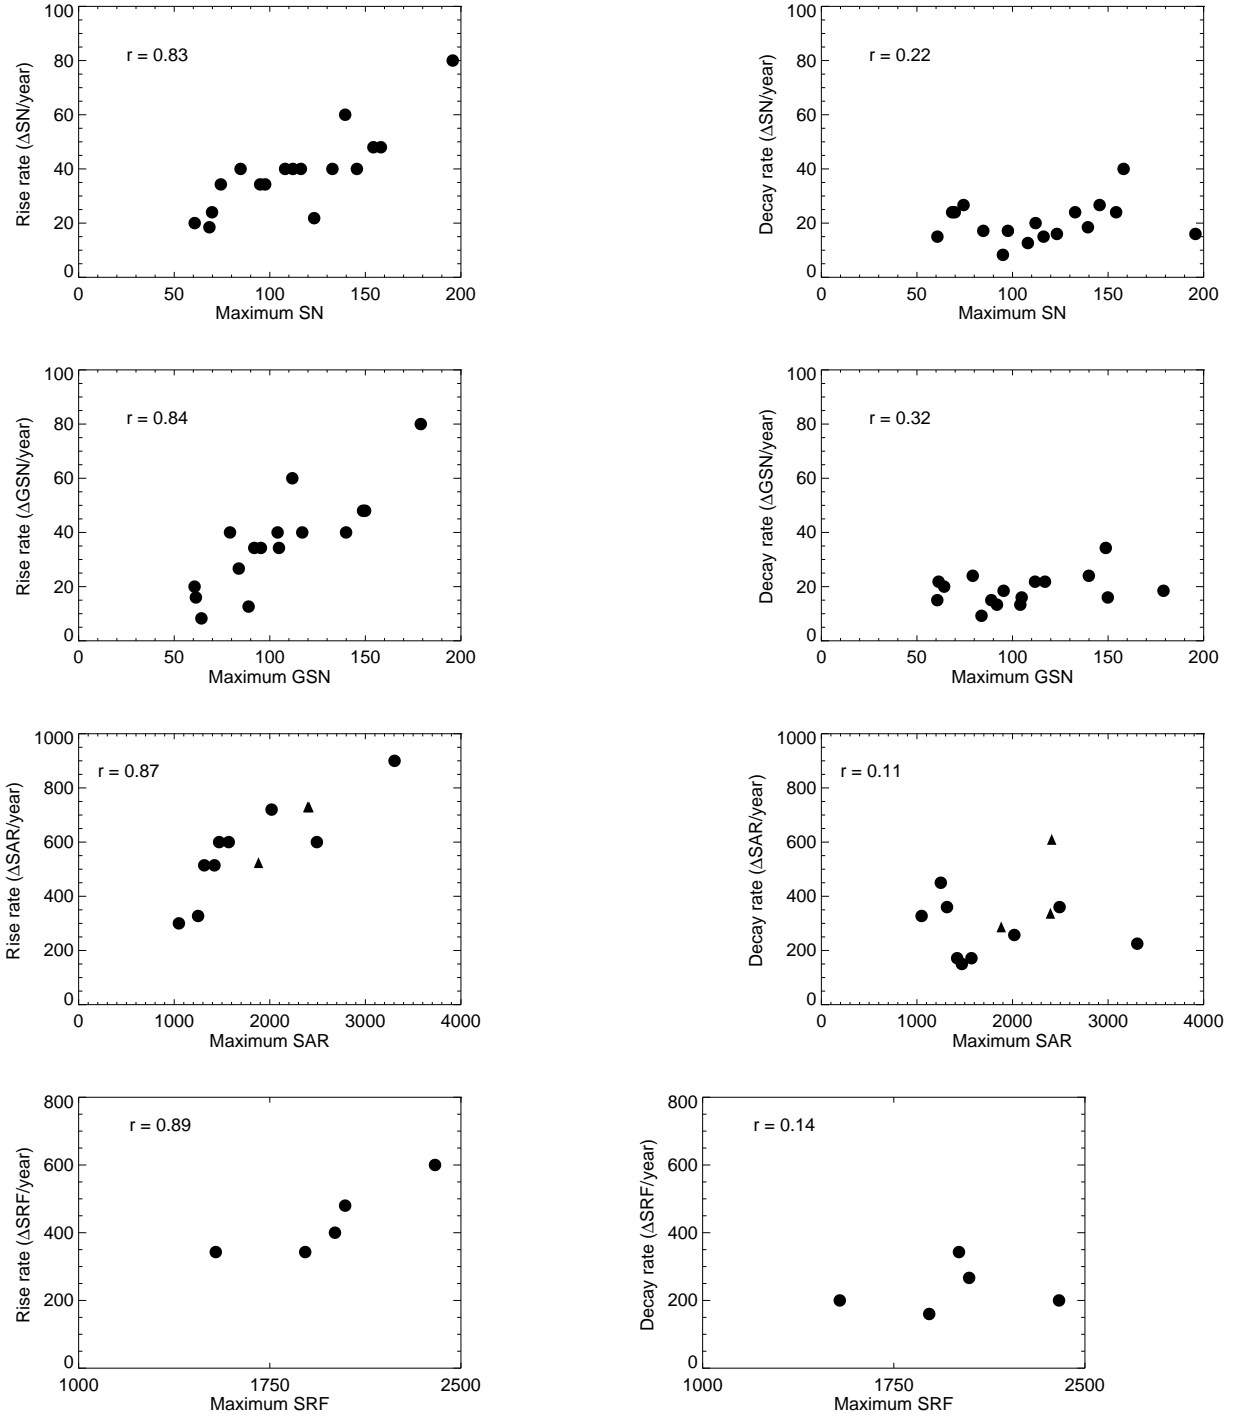 100
80
60
40
20
0
Rise rate (ΔSN/year)
r = 0.83
0 50 100 150 200
Maximum SN
100
80
60
40
20
0
Decay rate (ΔSN/year)
r = 0.22
0 50 100 150 200
Maximum SN
100
80
60
40
20
0
Rise rate (ΔGSN/year)
r = 0.84
0 50 100 150 200
Maximum GSN
100
80
60
40
20
0
Decay rate (ΔGSN/year)
r = 0.32
0 50 100 150 200
Maximum GSN
1000
800
600
400
200
0
Rise rate (ΔSAR/year)
r = 0.87
0 1000 2000 3000 4000
Maximum SAR
1000
800
600
400
200
0
Decay rate (ΔSAR/year)
r = 0.11
0 1000 2000 3000 4000
Maximum SAR
800
600
400
200
0
Rise rate (ΔSRF/year)
r = 0.89
1000 1750 2500
Maximum SRF
800
600
400
200
0
Decay rate (ΔSRF/year)
r = 0.14
1000 1750 2500
Maximum SRF